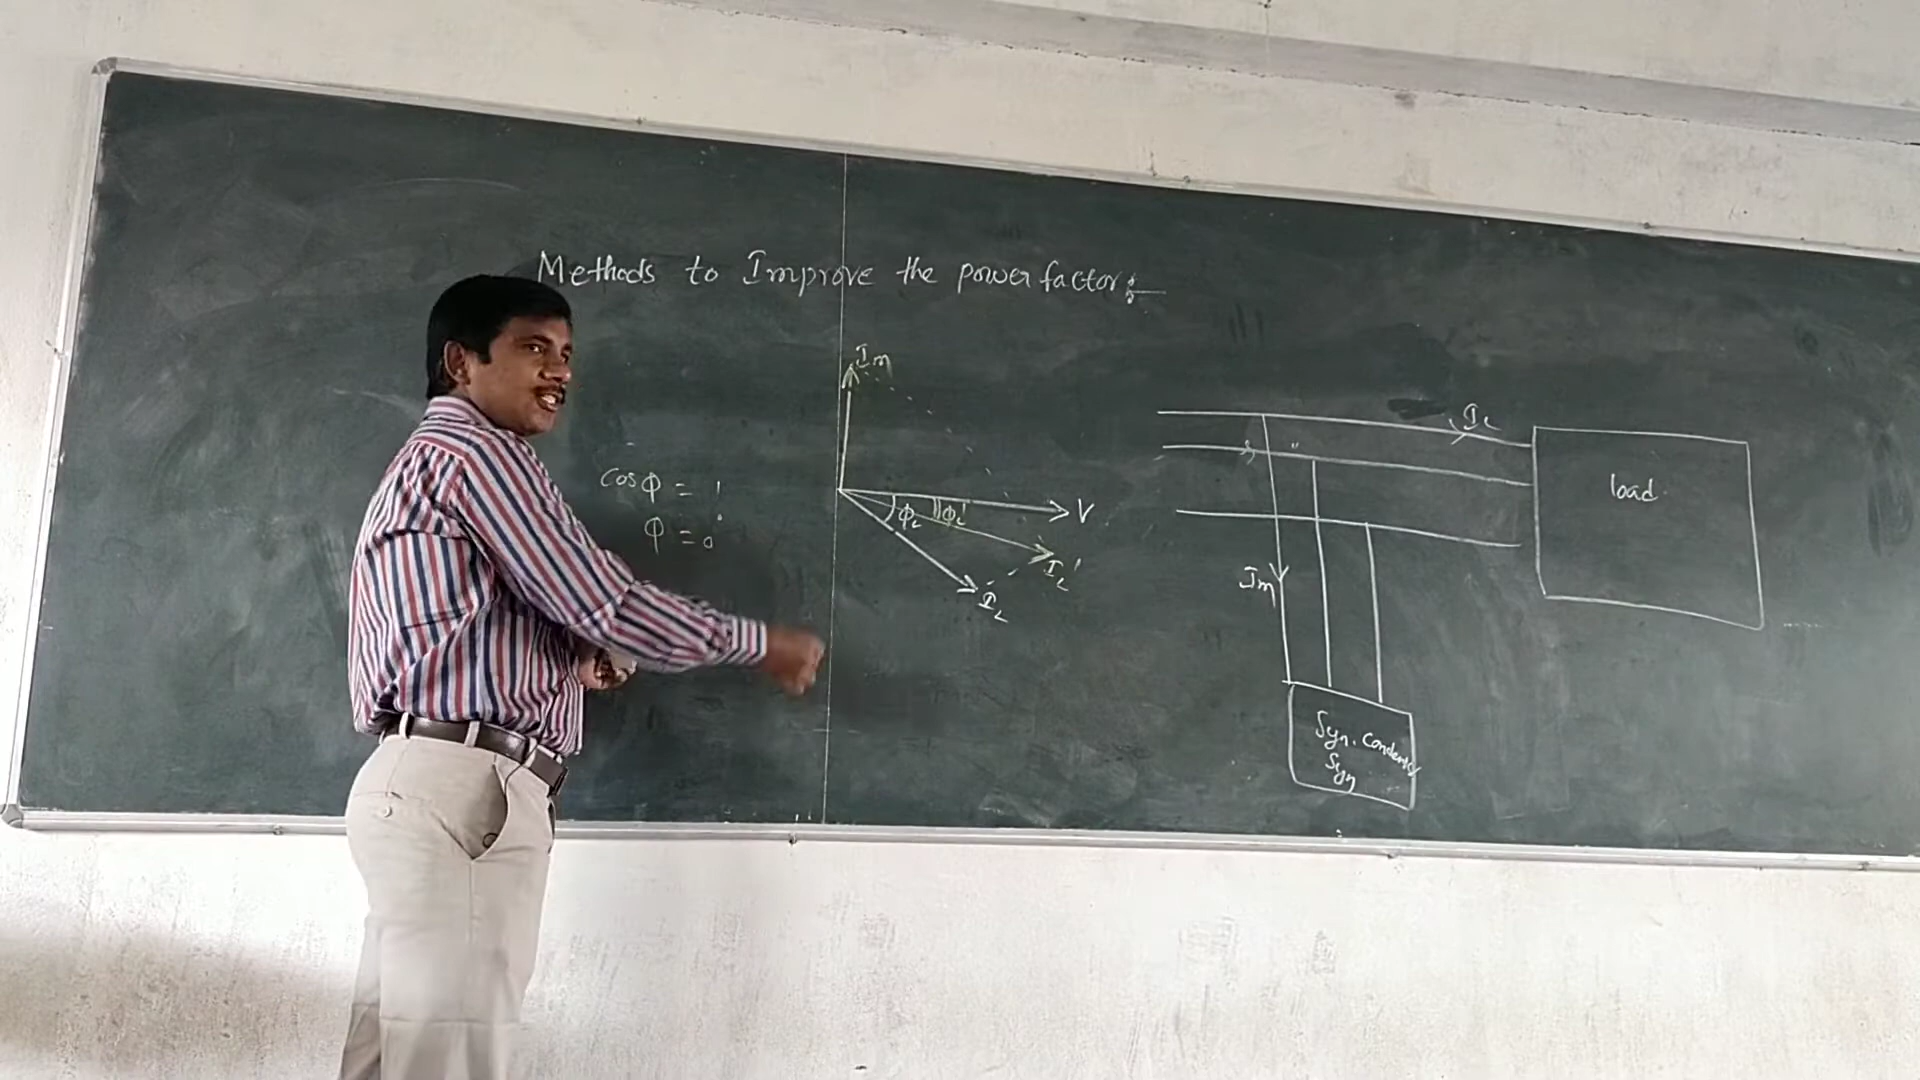 Methods to Improve the power factor :-
Im
cosφ = 1
φ = 0
V
φL
φL'
IL'
IL
IL
load
Im
Syn. Condenser
Syn